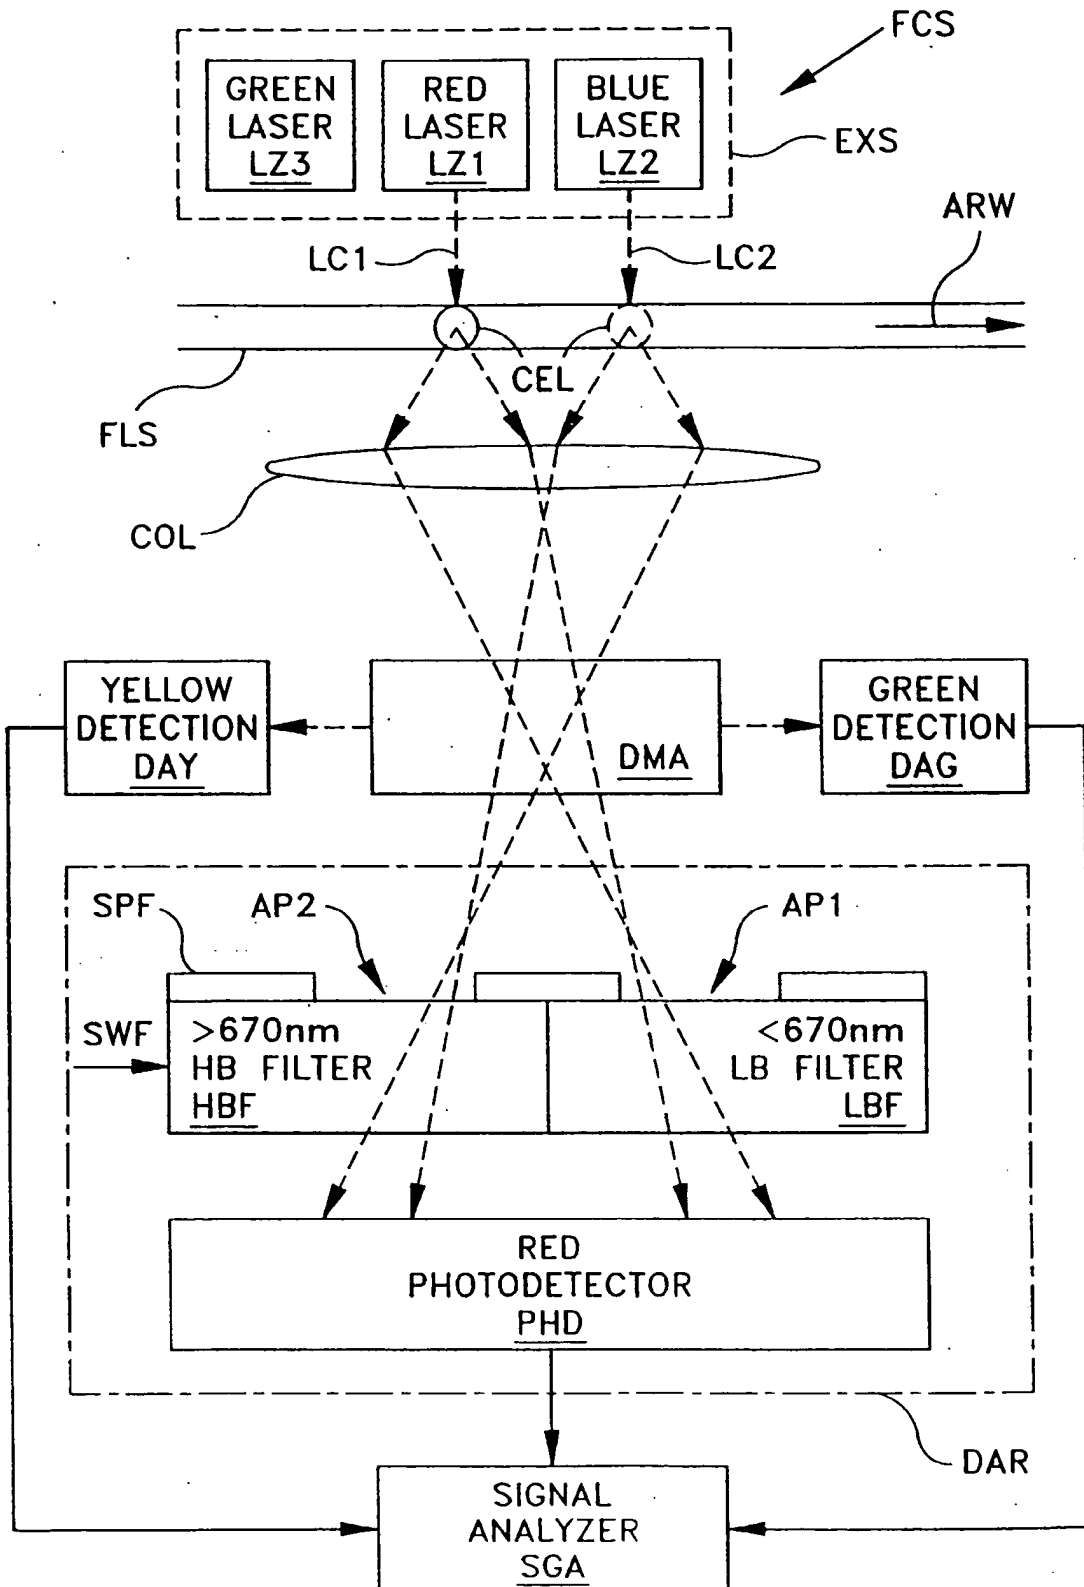 FCS
GREEN
LASER
LZ3
RED
LASER
LZ1
BLUE
LASER
LZ2
EXS
ARW
LC1
LC2
CEL
FLS
COL
YELLOW
DETECTION
DAY
DMA
GREEN
DETECTION
DAG
SPF
AP2
AP1
SWF
>670nm
HB FILTER
HBF
<670nm
LB FILTER
LBF
RED
PHOTODETECTOR
PHD
DAR
SIGNAL
ANALYZER
SGA